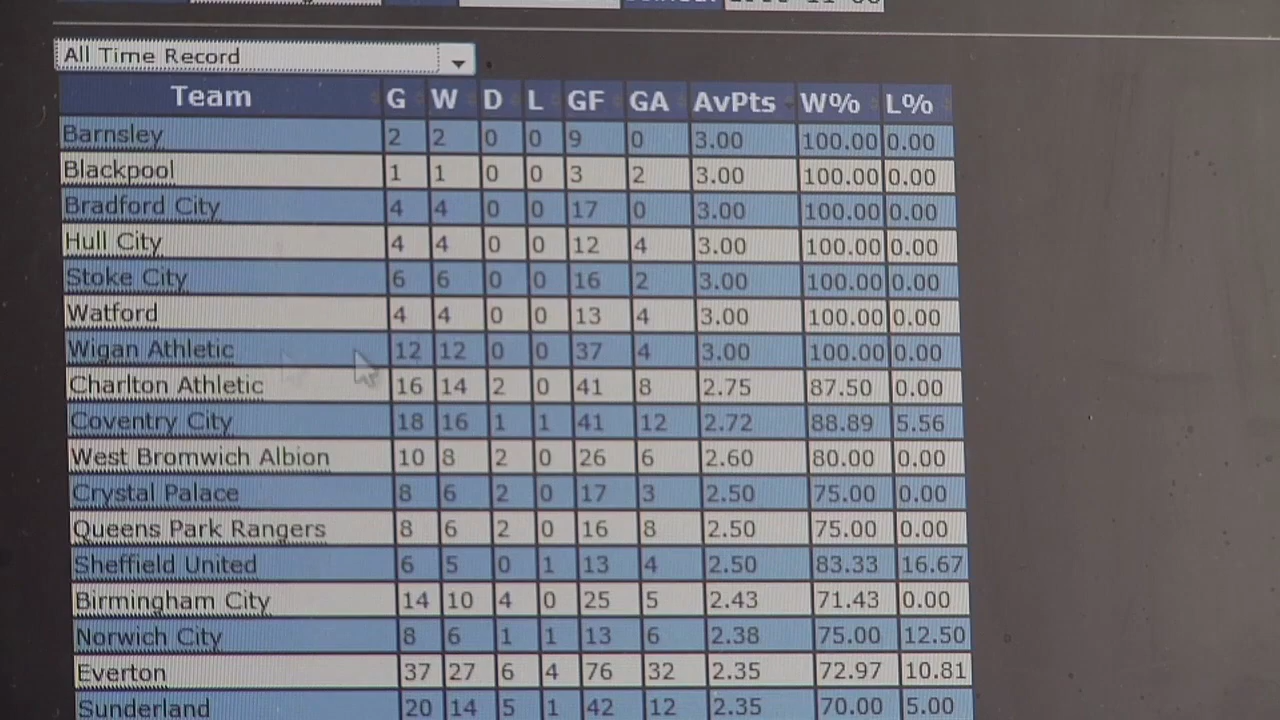 All Time Record
Team G W D L GF GA AvPts W% L%
Barnsley 2 2 0 0 9 0 3.00 100.00 0.00
Blackpool 1 1 0 0 3 2 3.00 100.00 0.00
Bradford City 4 4 0 0 17 0 3.00 100.00 0.00
Hull City 4 4 0 0 12 4 3.00 100.00 0.00
Stoke City 6 6 0 0 16 2 3.00 100.00 0.00
Watford 4 4 0 0 13 4 3.00 100.00 0.00
Wigan Athletic 12 12 0 0 37 4 3.00 100.00 0.00
Charlton Athletic 16 14 2 0 41 8 2.75 87.50 0.00
Coventry City 18 16 1 1 41 12 2.72 88.89 5.56
West Bromwich Albion 10 8 2 0 26 6 2.60 80.00 0.00
Crystal Palace 8 6 2 0 17 3 2.50 75.00 0.00
Queens Park Rangers 8 6 2 0 16 8 2.50 75.00 0.00
Sheffield United 6 5 0 1 13 4 2.50 83.33 16.67
Birmingham City 14 10 4 0 25 5 2.43 71.43 0.00
Norwich City 8 6 1 1 13 6 2.38 75.00 12.50
Everton 37 27 6 4 76 32 2.35 72.97 10.81
Sunderland 20 14 5 1 42 12 2.35 70.00 5.00